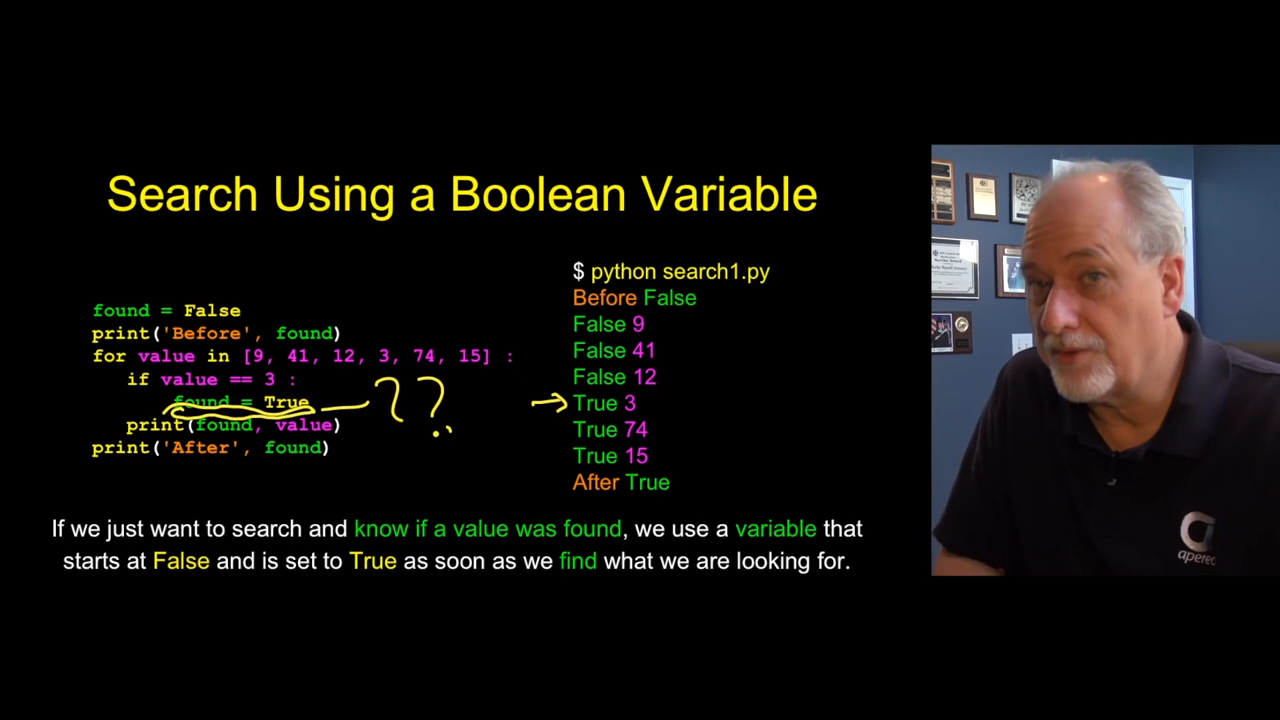 Search Using a Boolean Variable
found = False
print('Before', found)
for value in [9, 41, 12, 3, 74, 15] :
if value == 3 :
found = True
print(found, value)
print('After', found)
??
$ python search1.py
Before False
False 9
False 41
False 12
True 3
True 74
True 15
After True
If we just want to search and know if a value was found, we use a variable that
starts at False and is set to True as soon as we find what we are looking for.
apereo